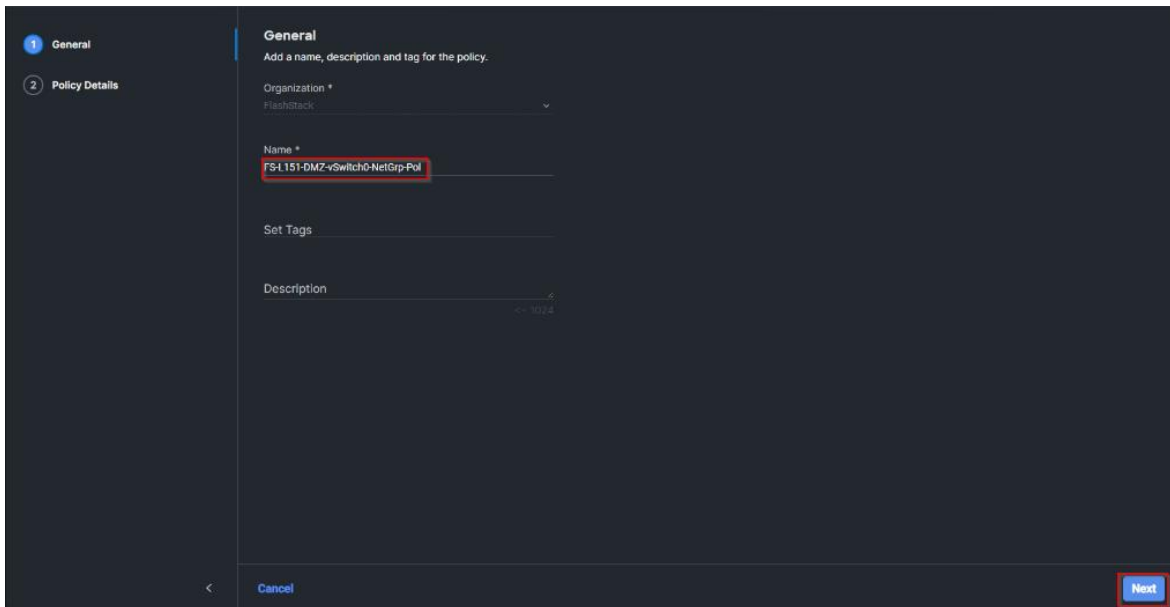 1 General
2 Policy Details
General
Add a name, description and tag for the policy.
Organization *
FlashStack
Name *
FS-L151-DMZ-vSwitch0-NetGrp-Pol
Set Tags
Description
<= 1024
<
Cancel
Next